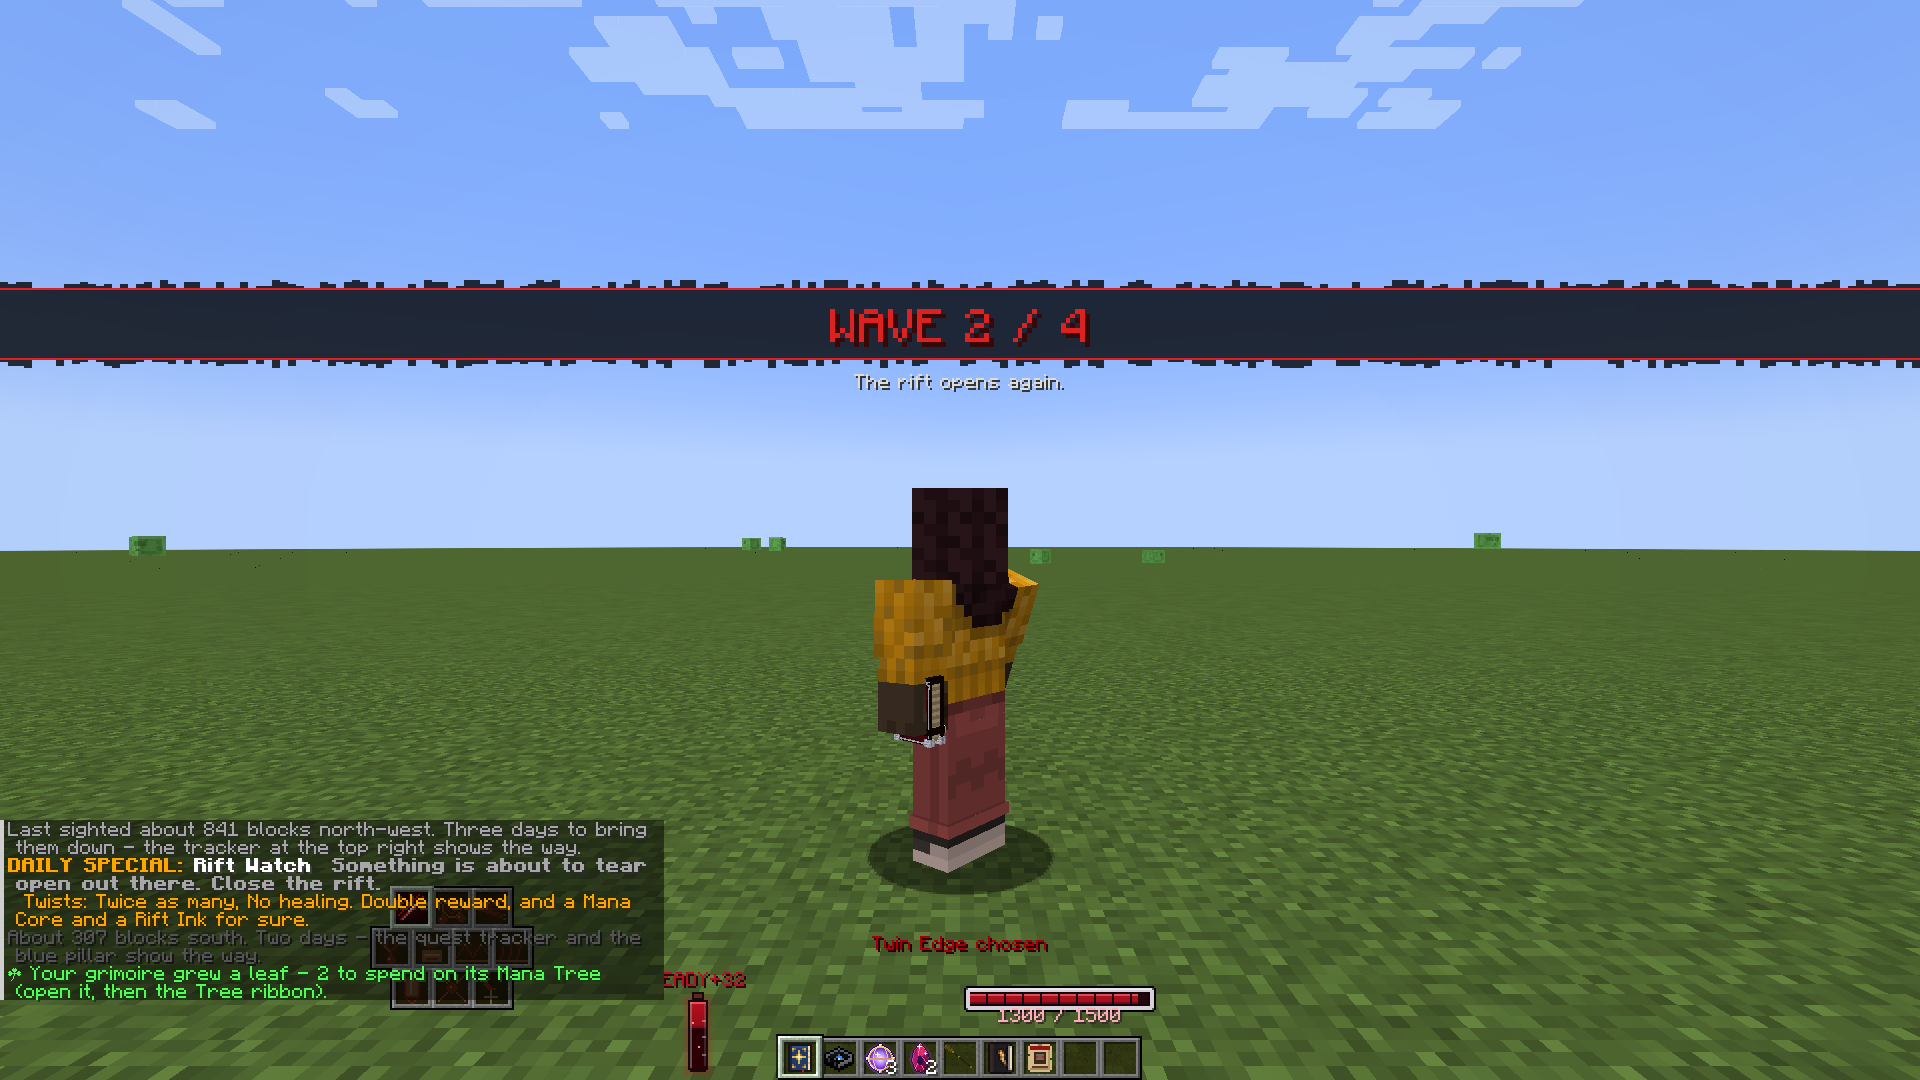 WAVE 2 / 4
The rift opens again.
Last sighted about 841 blocks north-west. Three days to bring
them down - the tracker at the top right shows the way.
DAILY SPECIAL: Rift Watch Something is about to tear
open out there. Close the rift.
Twists: Twice as many, No healing. Double reward, and a Mana
Core and a Rift Ink for sure.
About 307 blocks south. Two days - the quest tracker and the
blue pillar show the way.
☘ Your grimoire grew a leaf - 2 to spend on its Mana Tree
(open it, then the Tree ribbon).
Twin Edge chosen
EADY+32
1300 / 1500
3
2